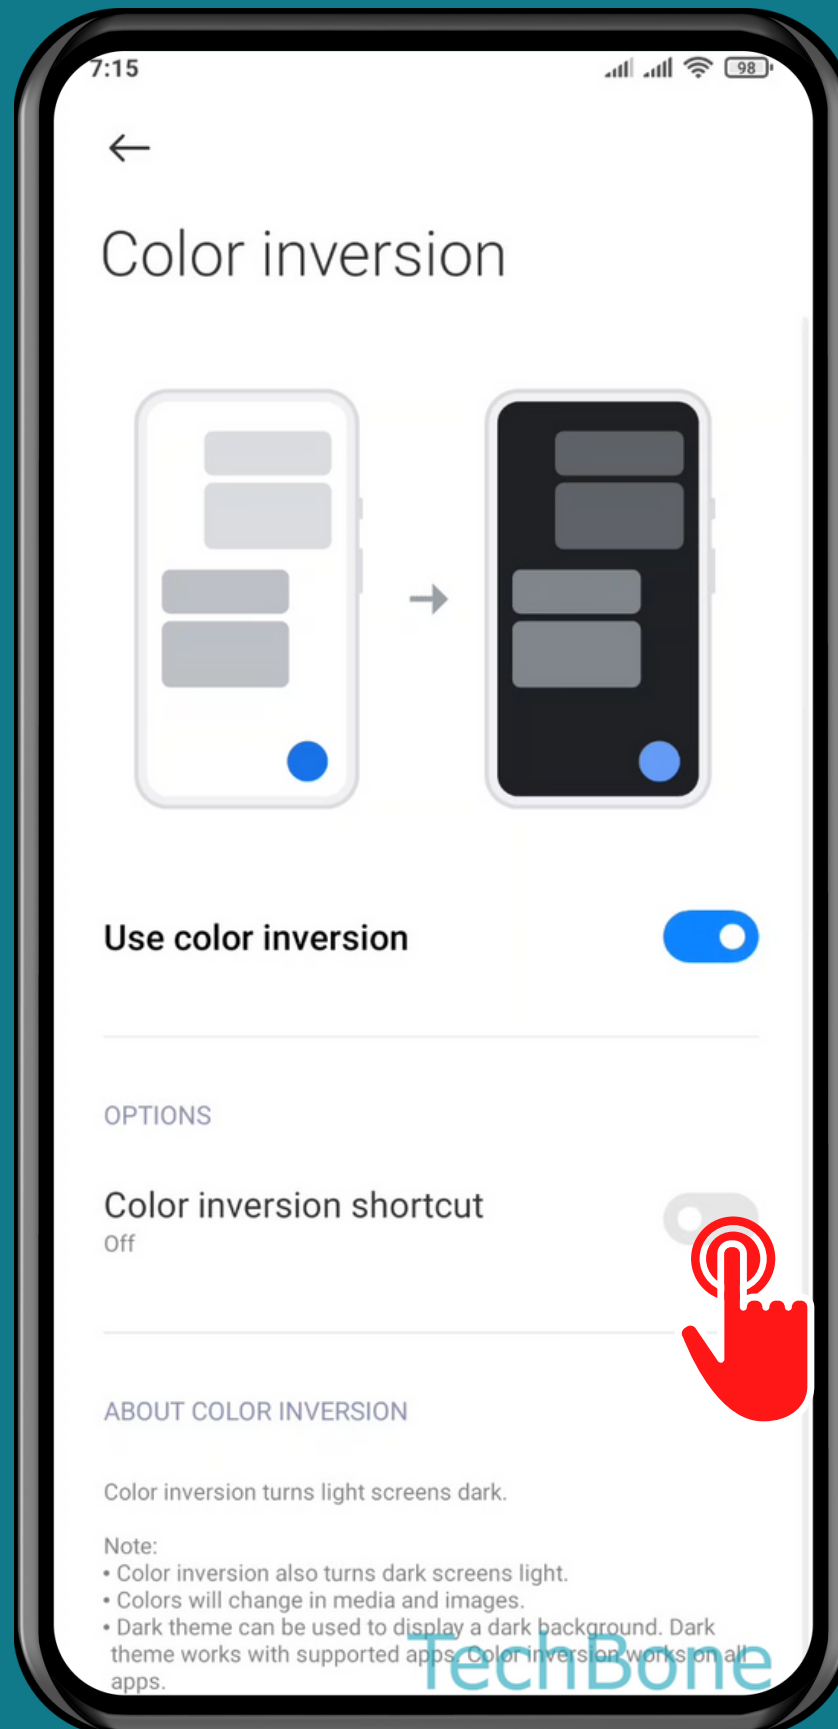 7:15
98
Color inversion
Use color inversion
OPTIONS
Color inversion shortcut
Off
ABOUT COLOR INVERSION
Color inversion turns light screens dark.
Note:
• Color inversion also turns dark screens light.
• Colors will change in media and images.
• Dark theme can be used to display a dark background. Dark
theme works with supported apps. Color inversion works on all
apps.
TechBone